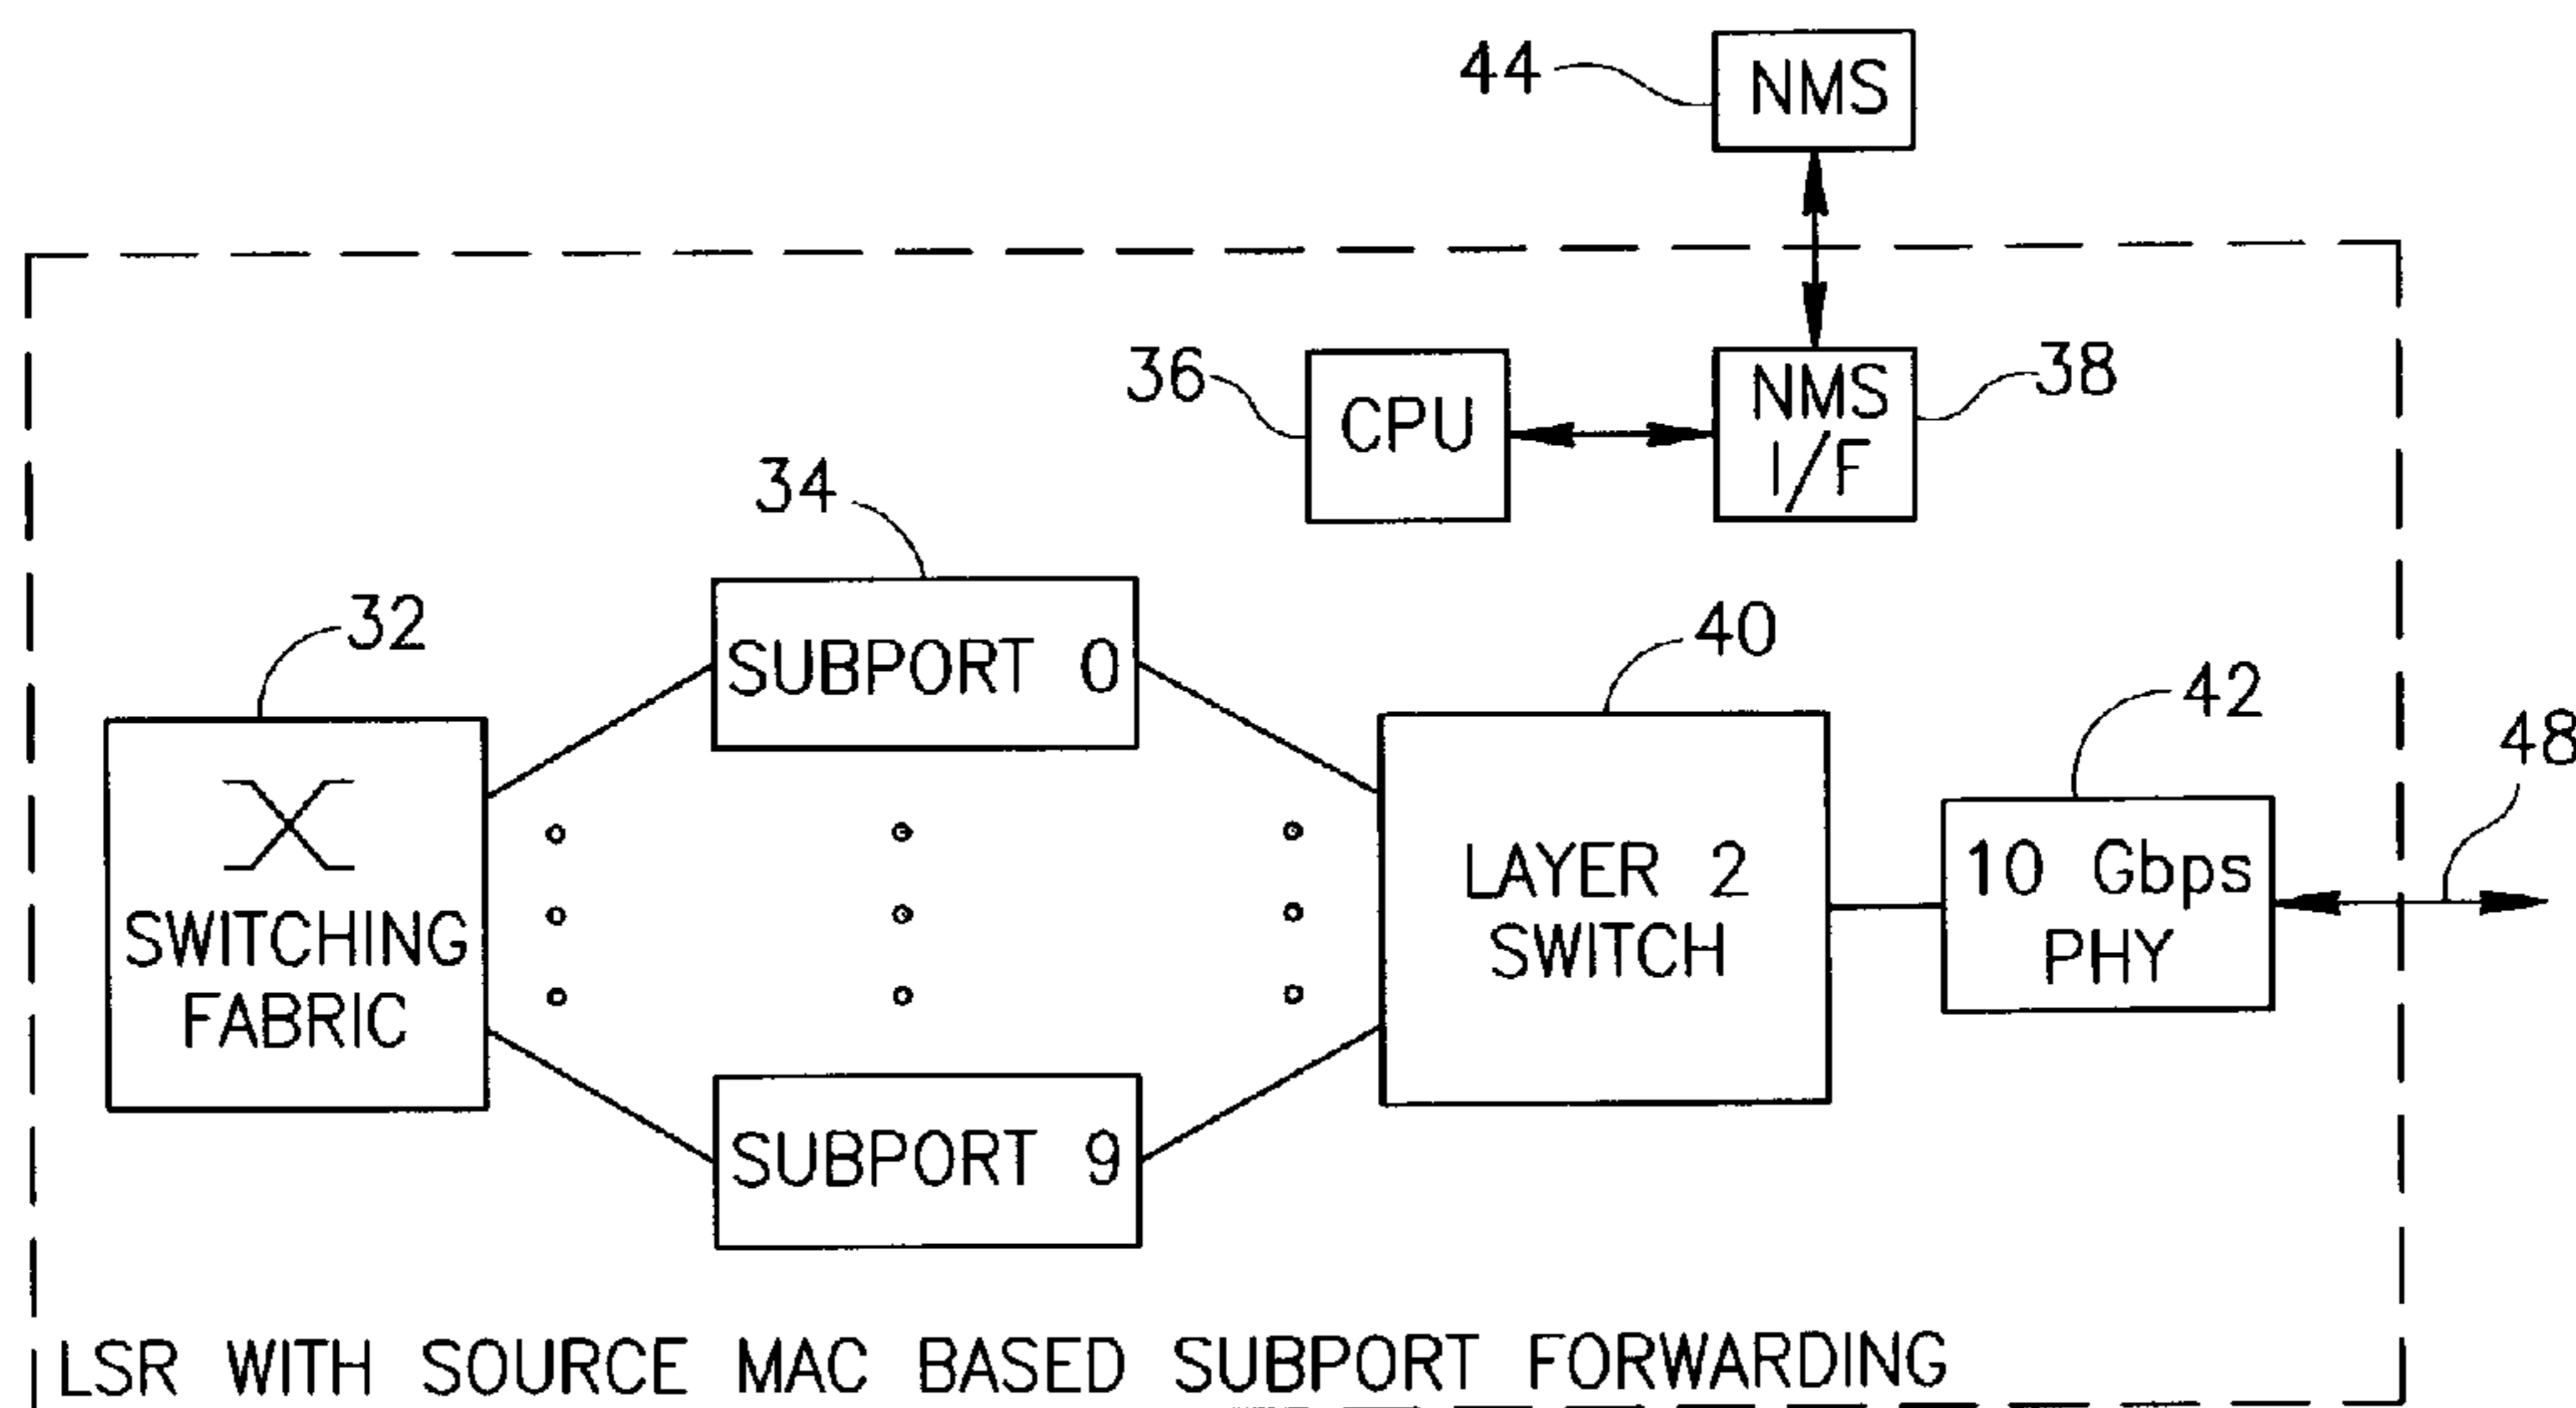 44
NMS
36
CPU
NMS
I/F
38
34
32
SUBPORT 0
40
42
48
SWITCHING
FABRIC
LAYER 2
SWITCH
10 Gbps
PHY
SUBPORT 9
LSR WITH SOURCE MAC BASED SUBPORT FORWARDING